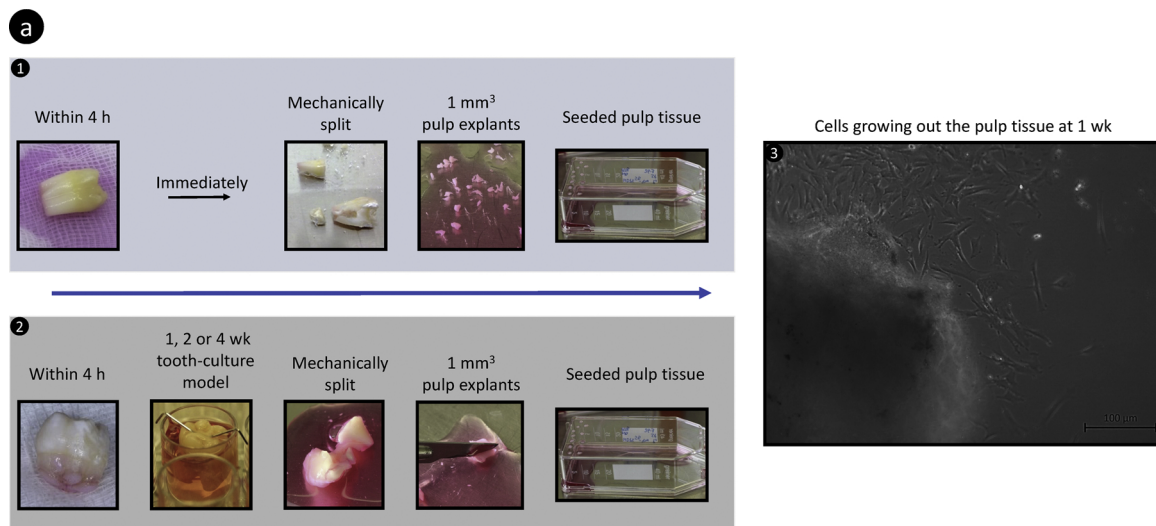 a
1
Within 4 h
Immediately
Mechanically
split
1 mm³
pulp explants
Seeded pulp tissue
2
Within 4 h
1, 2 or 4 wk
tooth-culture
model
Mechanically
split
1 mm³
pulp explants
Seeded pulp tissue
Cells growing out the pulp tissue at 1 wk
3
100 µm